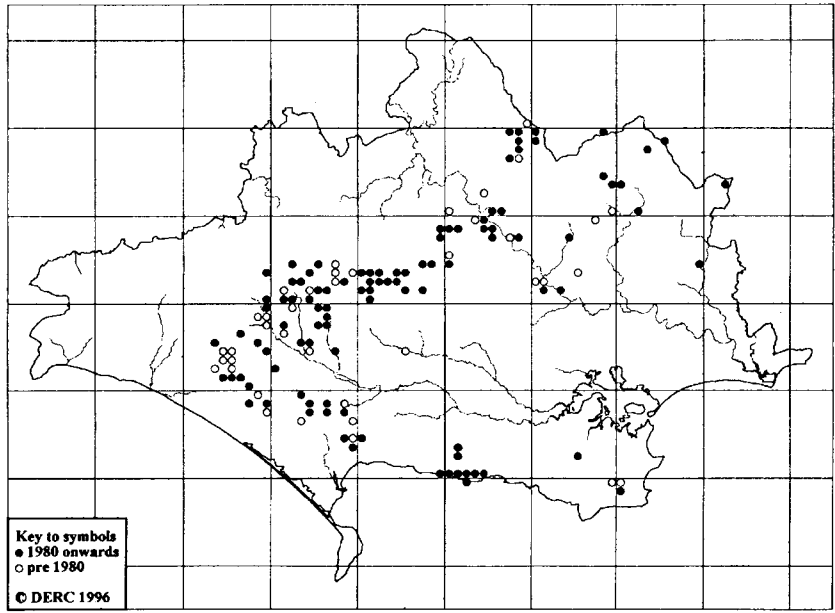 Key to symbols
● 1980 onwards
○ pre 1980
© DERC 1996